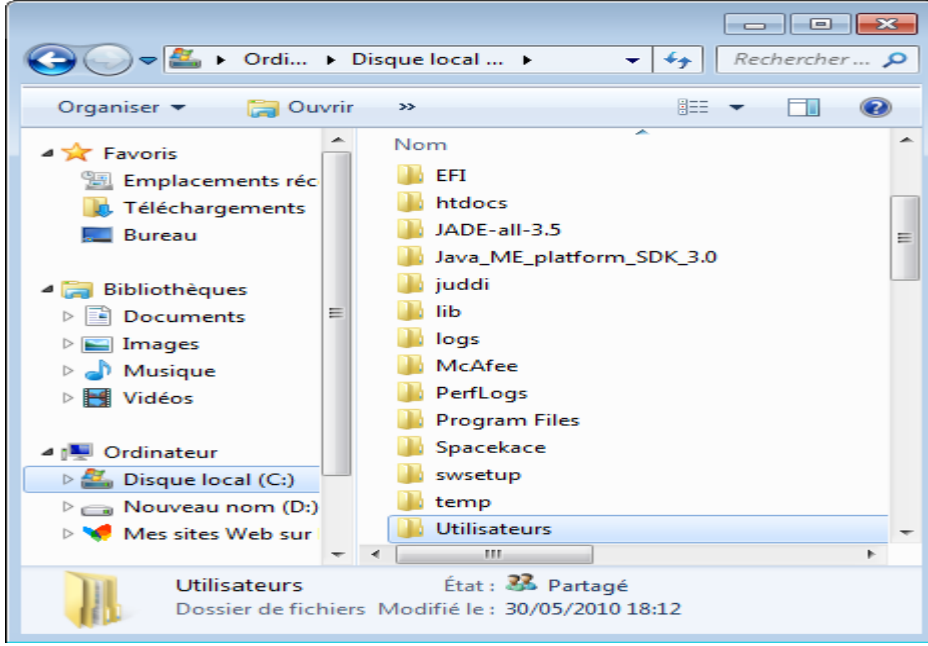 Ordi... Disque local ... Rechercher ...
Organiser Ouvrir »
Favoris
Emplacements réc
Téléchargements
Bureau
Bibliothèques
Documents
Images
Musique
Vidéos
Ordinateur
Disque local (C:)
Nouveau nom (D:)
Mes sites Web sur
Nom
EFI
htdocs
JADE-all-3.5
Java_ME_platform_SDK_3.0
juddi
lib
logs
McAfee
PerfLogs
Program Files
Spacekace
swsetup
temp
Utilisateurs
Utilisateurs État : Partagé
Dossier de fichiers Modifié le : 30/05/2010 18:12